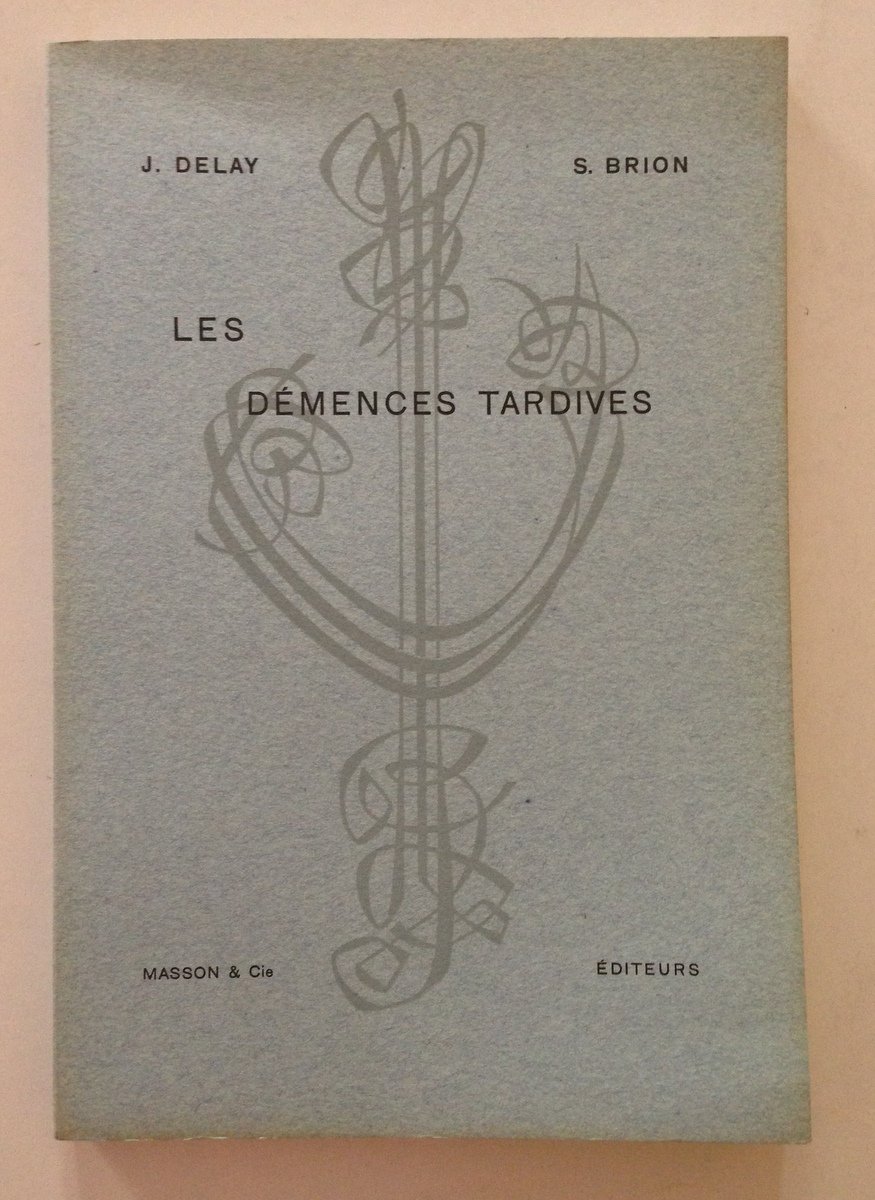 J. DELAY
S. BRION
LES
DÉMENCES TARDIVES
MASSON & Cie
ÉDITEURS